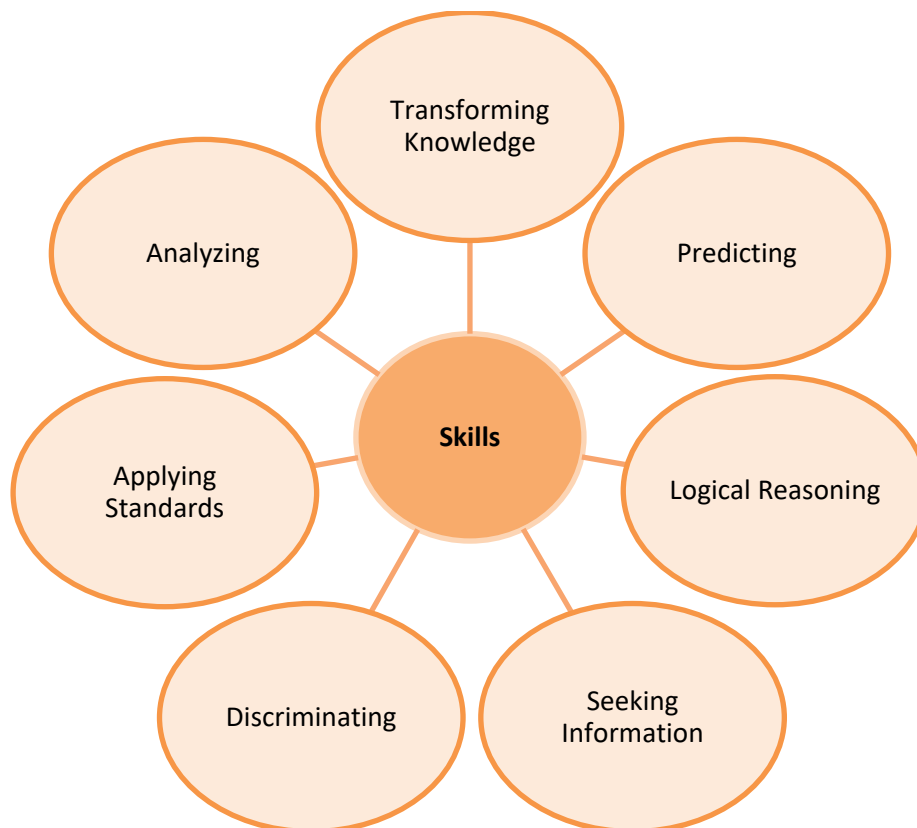 Transforming
Knowledge
Analyzing
Predicting
Skills
Applying
Standards
Logical Reasoning
Discriminating
Seeking
Information